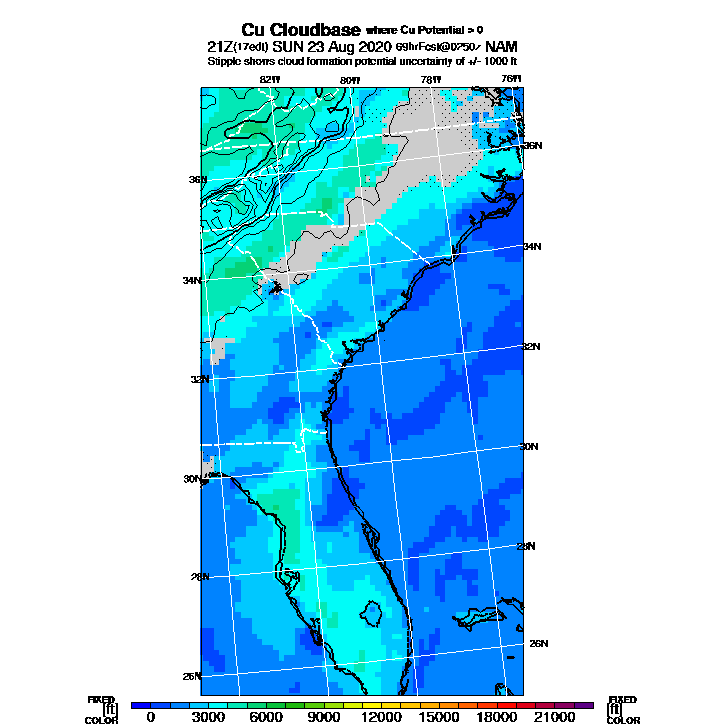 Cu Cloudbase where Cu Potential > 0
21Z(17edt) SUN 23 Aug 2020 69hrFcst@0750z NAM
Stipple shows cloud formation potential uncertainty of +/- 1000 ft
82W 80W 78W 76W
36N
36N
34N
34N
32N
32N
30N
30N
28N
28N
26N
26N
FIXED FIXED
[ft] [ft]
COLOR COLOR
0 3000 6000 9000 12000 15000 18000 21000